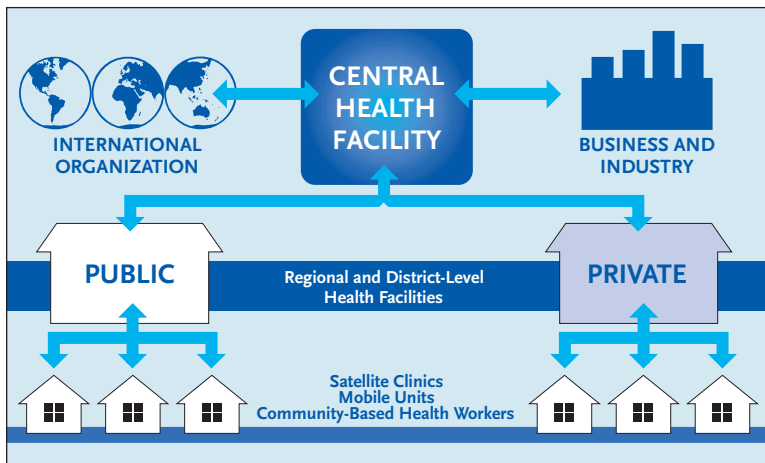 CENTRAL
HEALTH
FACILITY
INTERNATIONAL
ORGANIZATION
BUSINESS AND
INDUSTRY
PUBLIC
Regional and District-Level
Health Facilities
PRIVATE
Satellite Clinics
Mobile Units
Community-Based Health Workers